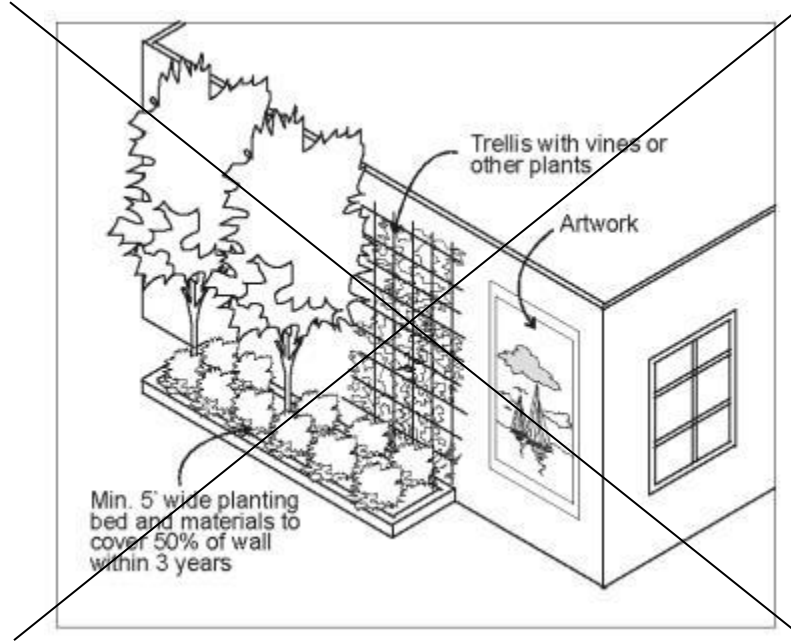 Trellis with vines or
other plants
Artwork
Min. 5' wide planting
bed and materials to
cover 50% of wall
within 3 years